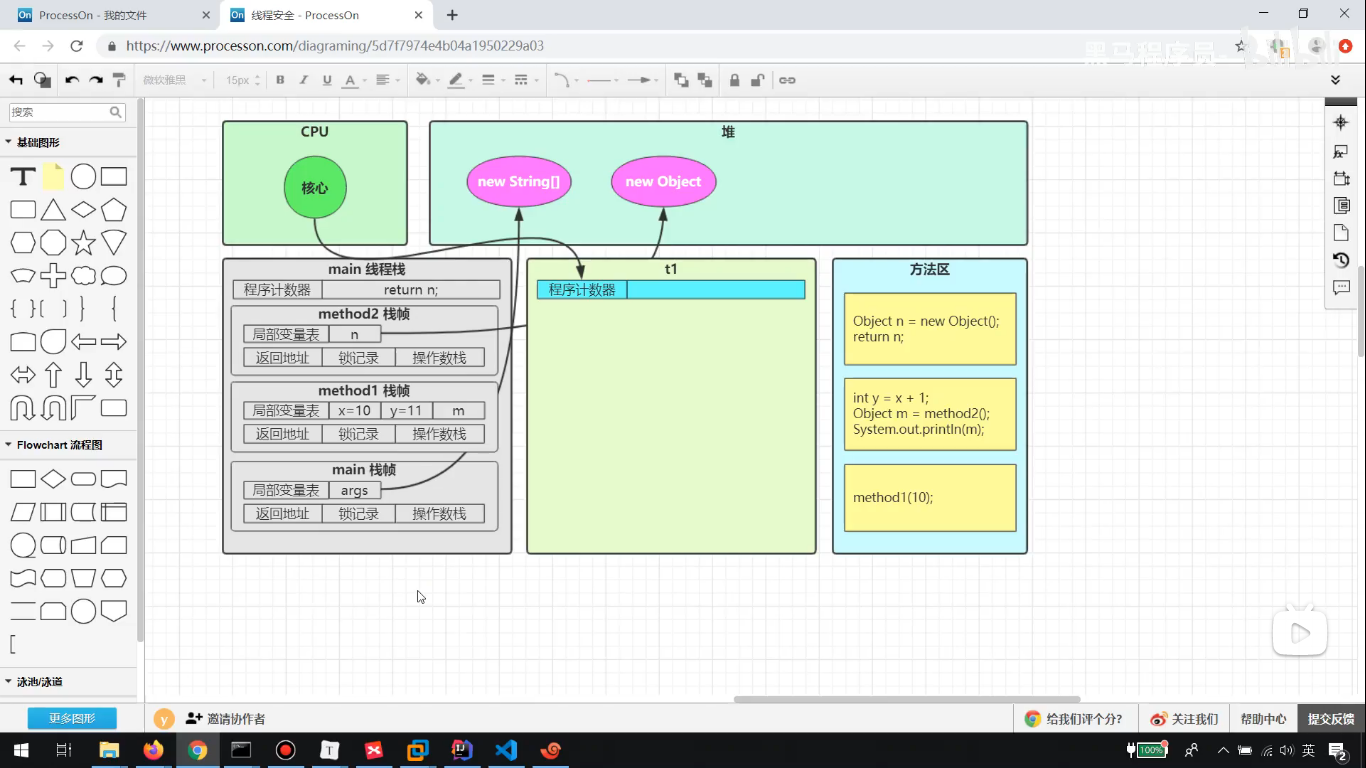 ProcessOn - 我的文件
线程安全 - ProcessOn
https://www.processon.com/diagraming/5d7f7974e4b04a1950229a03
黑马程序员
bilibili
微软雅黑
15px
B
I
U
A
搜索
基础图形
T
Flowchart 流程图
泳池/泳道
更多图形
CPU
核心
堆
new String[]
new Object
main 线程栈
程序计数器
return n;
method2 栈帧
局部变量表
n
返回地址
锁记录
操作数栈
method1 栈帧
局部变量表
x=10
y=11
m
返回地址
锁记录
操作数栈
main 栈帧
局部变量表
args
返回地址
锁记录
操作数栈
t1
程序计数器
方法区
Object n = new Object();
return n;
int y = x + 1;
Object m = method2();
System.out.println(m);
method1(10);
y
邀请协作者
给我们评个分?
关注我们
帮助中心
提交反馈
100%
英
2